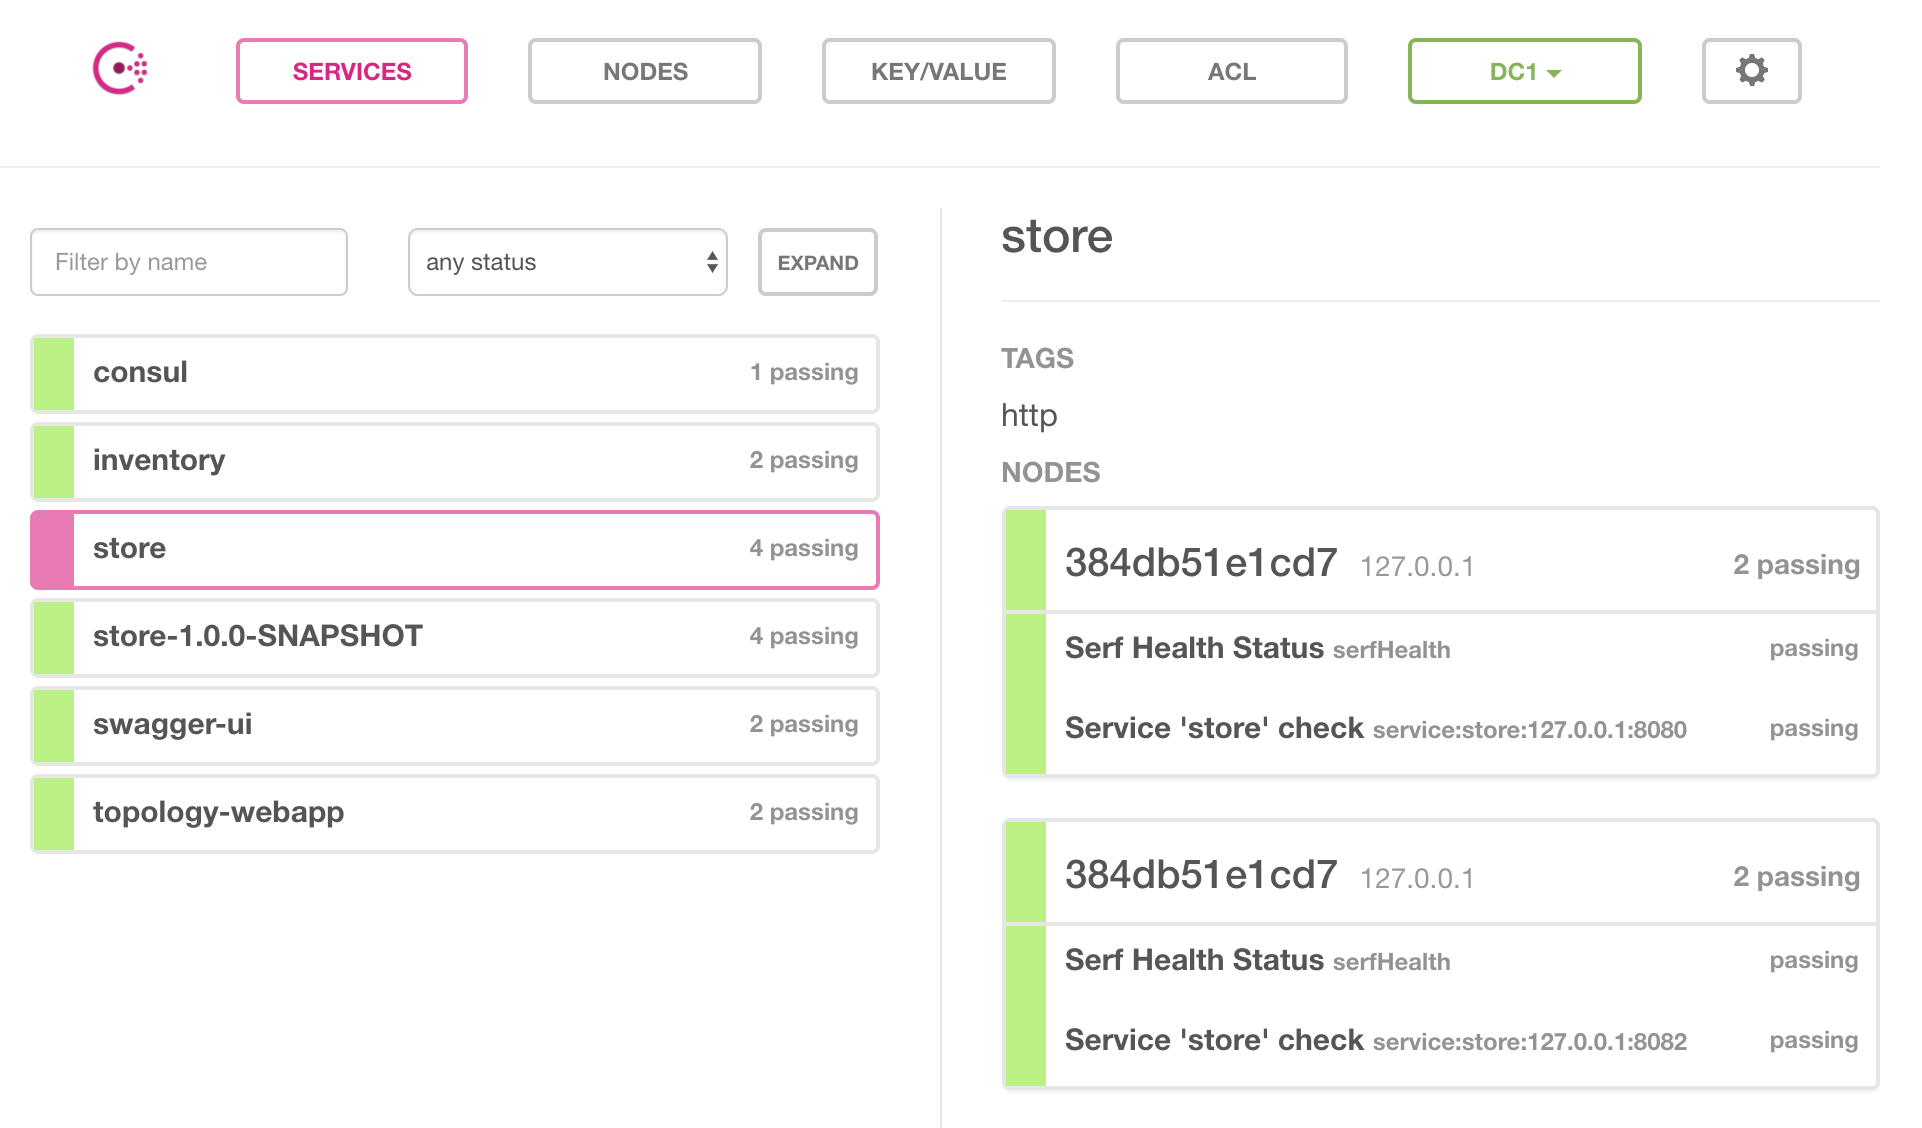 SERVICES NODES KEY/VALUE ACL DC1
Filter by name any status EXPAND
consul 1 passing
inventory 2 passing
store 4 passing
store-1.0.0-SNAPSHOT 4 passing
swagger-ui 2 passing
topology-webapp 2 passing
store
TAGS
http
NODES
384db51e1cd7 127.0.0.1 2 passing
Serf Health Status serfHealth passing
Service 'store' check service:store:127.0.0.1:8080 passing
384db51e1cd7 127.0.0.1 2 passing
Serf Health Status serfHealth passing
Service 'store' check service:store:127.0.0.1:8082 passing